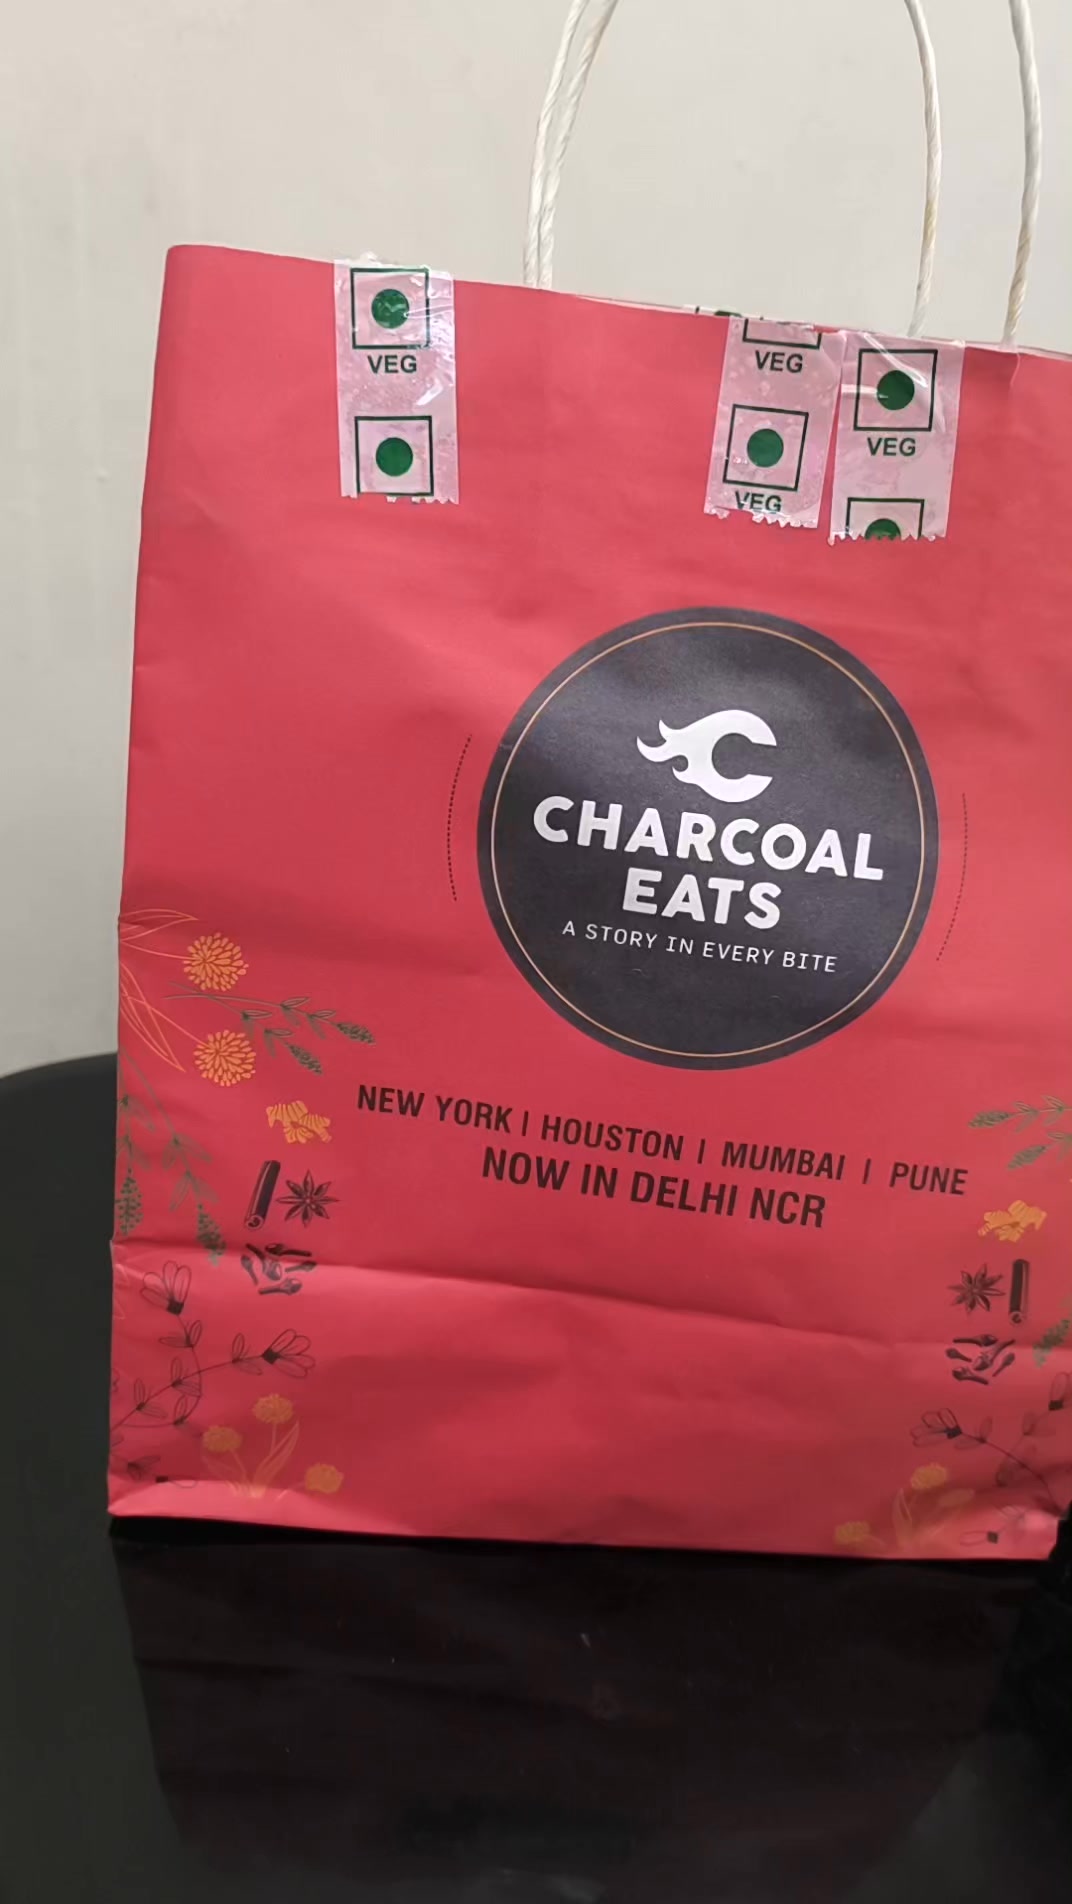 VEG
VEG
VEG
VEG
CHARCOAL
EATS
A STORY IN EVERY BITE
NEW YORK | HOUSTON | MUMBAI | PUNE
NOW IN DELHI NCR